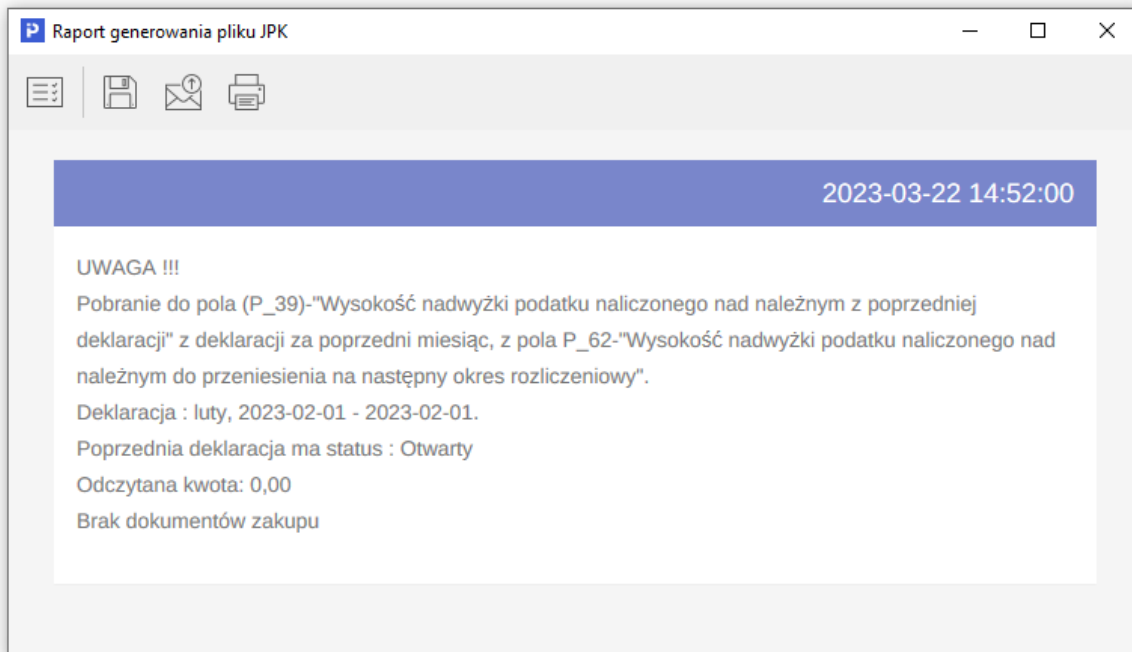 Raport generowania pliku JPK
2023-03-22 14:52:00
UWAGA !!!
Pobranie do pola (P_39)-"Wysokość nadwyżki podatku naliczonego nad należnym z poprzedniej
deklaracji" z deklaracji za poprzedni miesiąc, z pola P_62-"Wysokość nadwyżki podatku naliczonego nad
należnym do przeniesienia na następny okres rozliczeniowy".
Deklaracja : luty, 2023-02-01 - 2023-02-01.
Poprzednia deklaracja ma status : Otwarty
Odczytana kwota: 0,00
Brak dokumentów zakupu